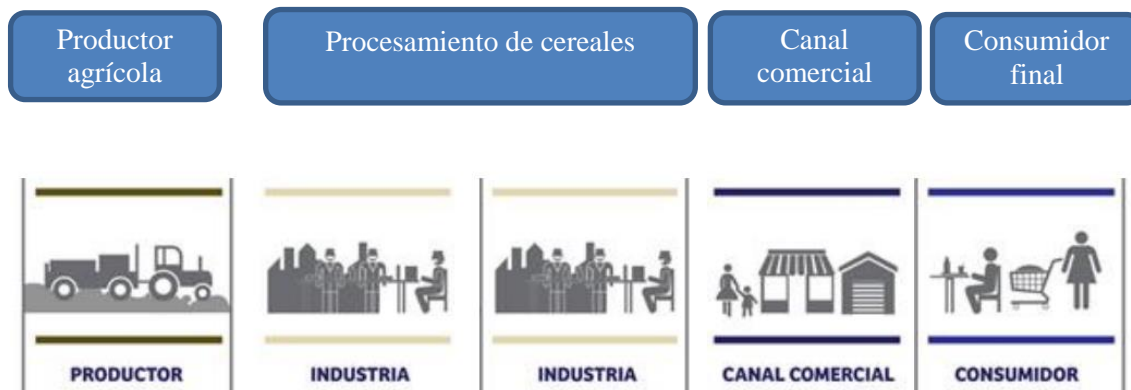 Productor
agrícola
Procesamiento de cereales
Canal
comercial
Consumidor
final
PRODUCTOR
INDUSTRIA
INDUSTRIA
CANAL COMERCIAL
CONSUMIDOR